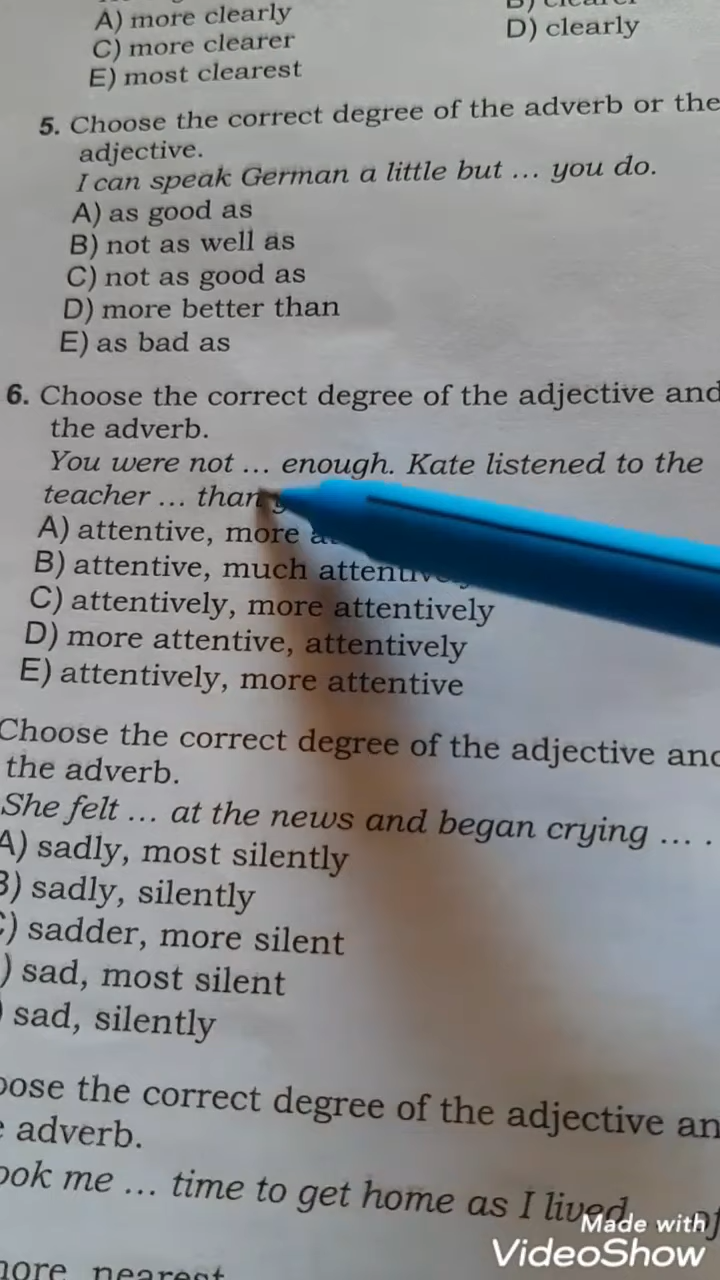 A) more clearly
C) more clearer
D) clearly
E) most clearest
5. Choose the correct degree of the adverb or the
adjective.
I can speak German a little but ... you do.
A) as good as
B) not as well as
C) not as good as
D) more better than
E) as bad as
6. Choose the correct degree of the adjective and
the adverb.
You were not ... enough. Kate listened to the
teacher ... than
A) attentive, more
B) attentive, much
C) attentively, more attentively
D) more attentive, attentively
E) attentively, more attentive
Choose the correct degree of the adjective and
the adverb.
She felt ... at the news and began crying ... .
A) sadly, most silently
B) sadly, silently
) sadder, more silent
) sad, most silent
sad, silently
the correct degree of the adjective an
adverb.
me ... time to get home as I lived
Made with
VideoShow
nearest